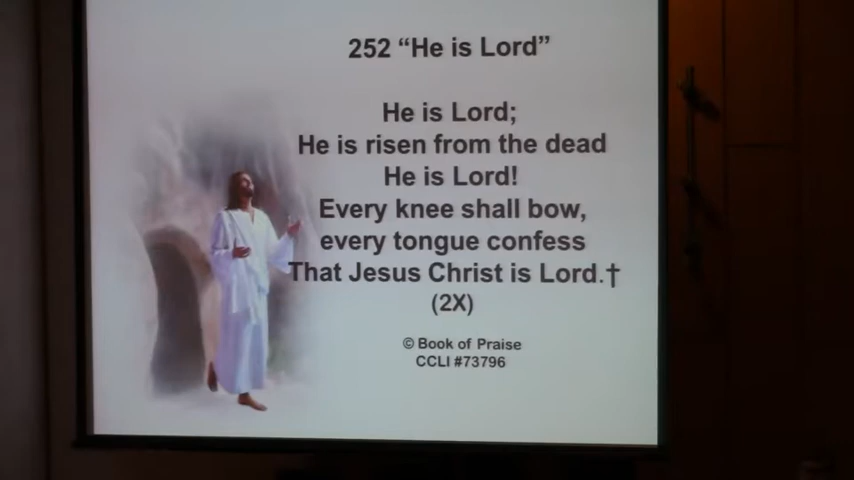 252 “He is Lord”
He is Lord;
He is risen from the dead
He is Lord!
Every knee shall bow,
every tongue confess
That Jesus Christ is Lord.†
(2X)
© Book of Praise
CCLI #73796